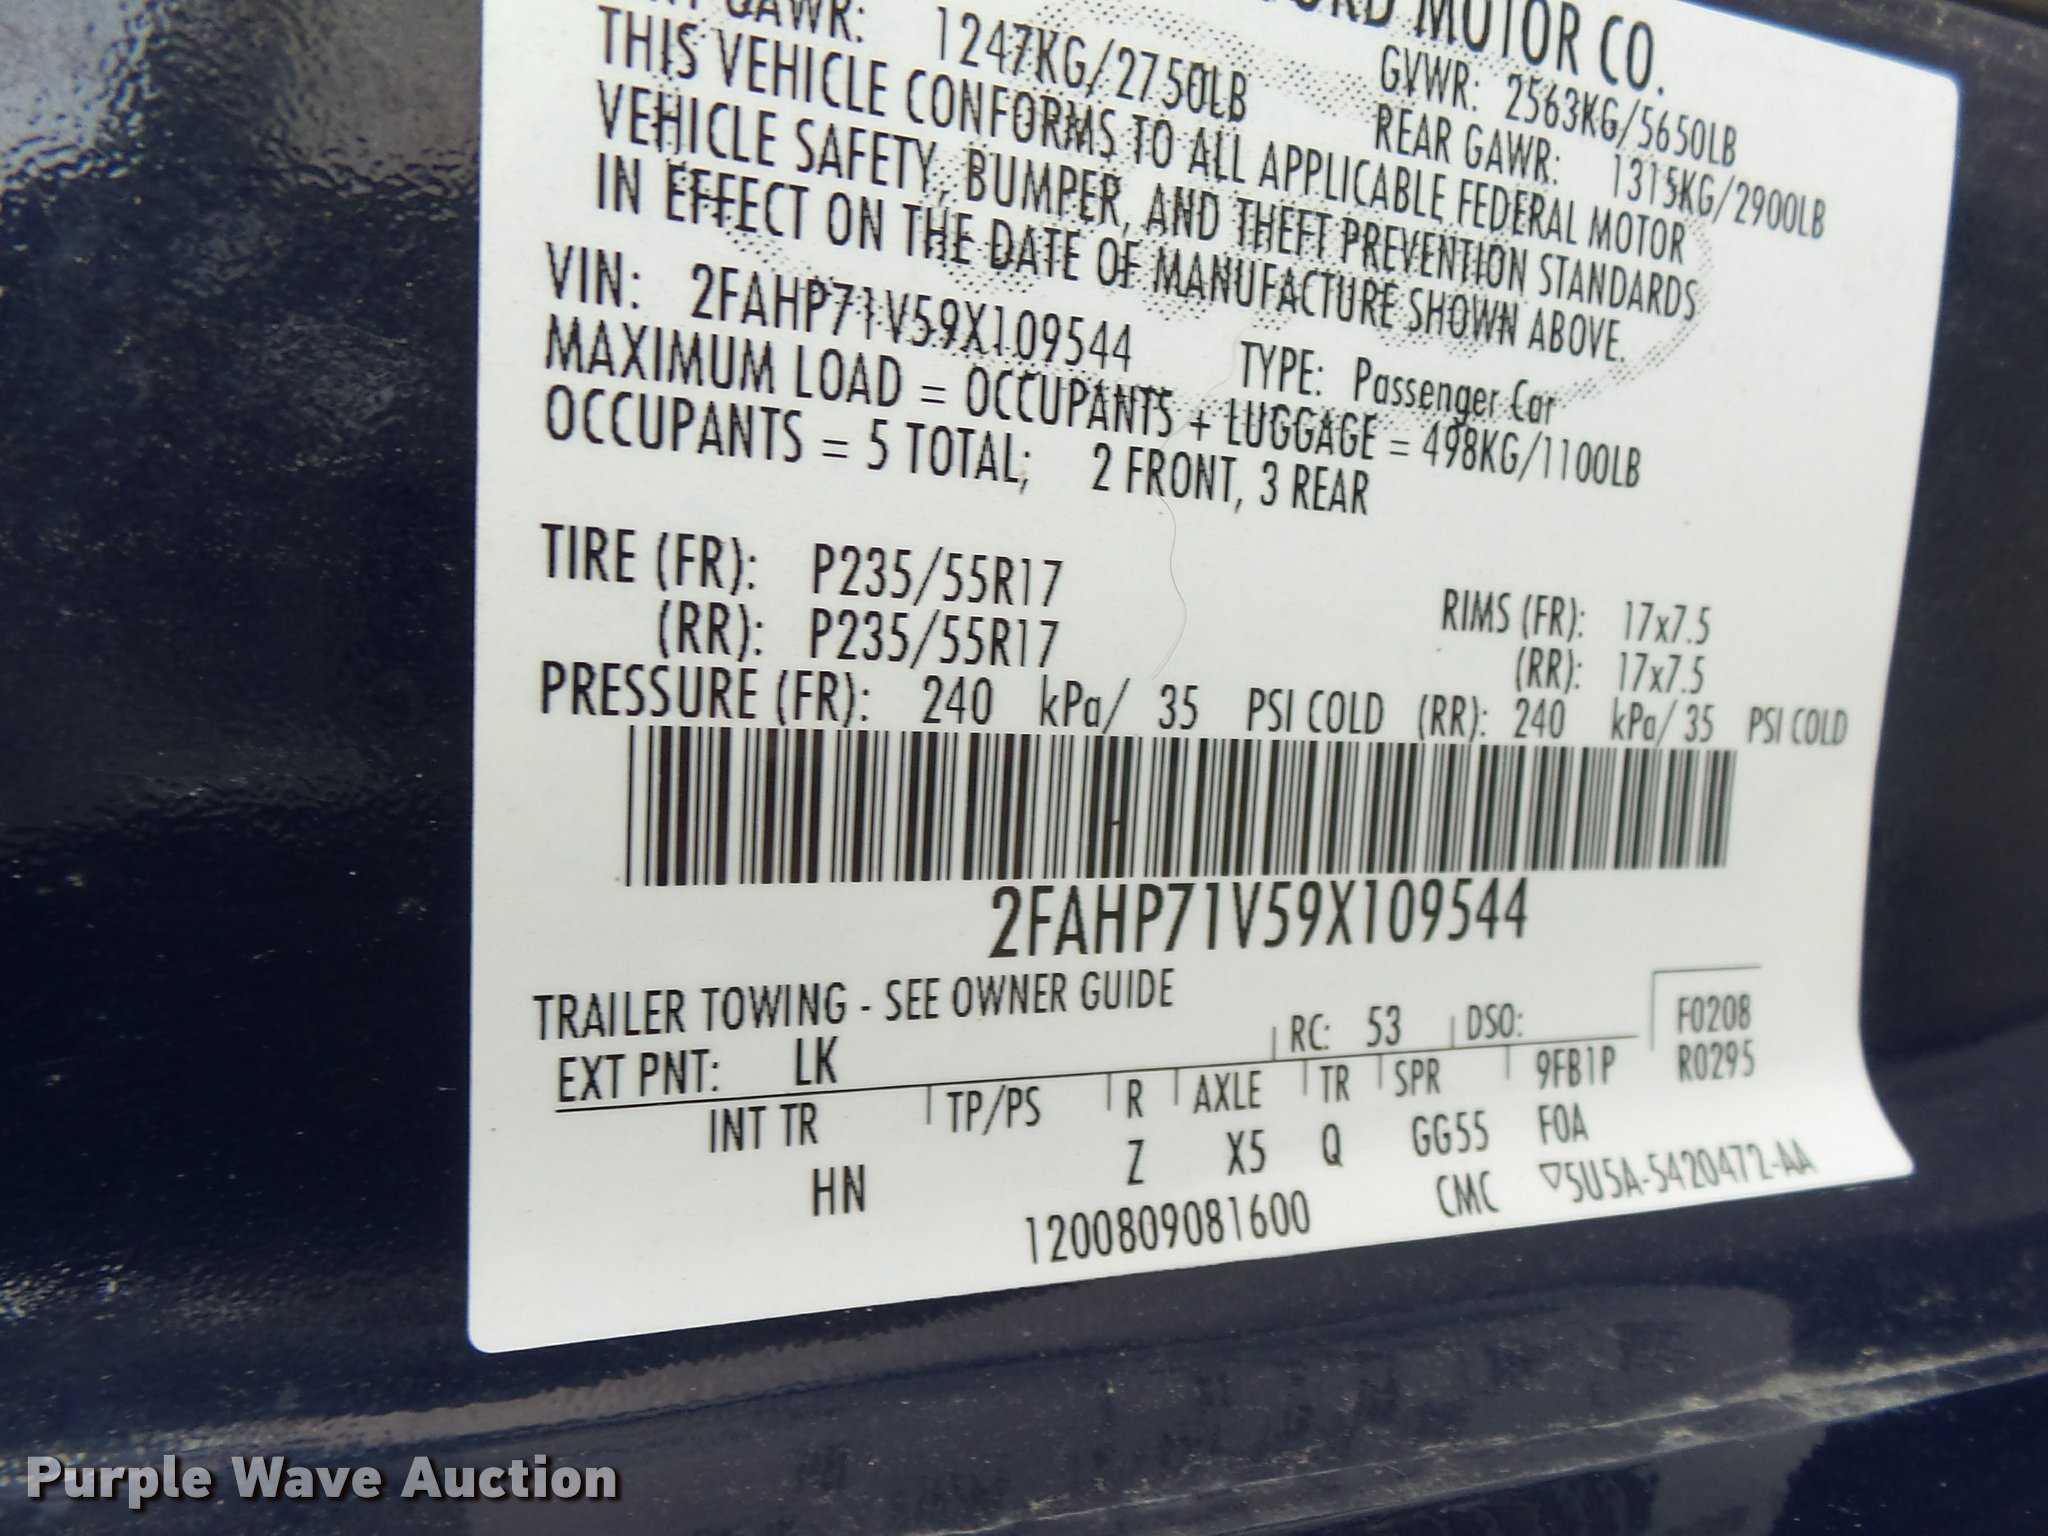 FORD MOTOR CO.
GAWR: 1247KG/2750LB GVWR: 2563KG/5650LB
REAR GAWR: 1315KG/2900LB
THIS VEHICLE CONFORMS TO ALL APPLICABLE FEDERAL MOTOR
VEHICLE SAFETY, BUMPER, AND THEFT PREVENTION STANDARDS
IN EFFECT ON THE DATE OF MANUFACTURE SHOWN ABOVE.
VIN: 2FAHP71V59X109544 TYPE: Passenger Car
MAXIMUM LOAD = OCCUPANTS + LUGGAGE = 498KG/1100LB
OCCUPANTS = 5 TOTAL; 2 FRONT, 3 REAR
TIRE (FR): P235/55R17 RIMS (FR): 17x7.5
(RR): P235/55R17 (RR): 17x7.5
PRESSURE (FR): 240 kPa/ 35 PSI COLD (RR): 240 kPa/ 35 PSI COLD
2FAHP71V59X109544
TRAILER TOWING - SEE OWNER GUIDE
EXT PNT: LK RC: 53 DSO: F0208
INT TR TP/PS R AXLE TR SPR 9FB1P R0295
HN Z X5 Q GG55 FOA
1200809081600 CMC ▽5U5A-5420472-AA
Purple Wave Auction